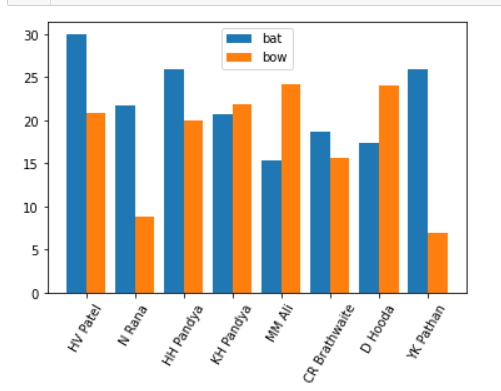 30
25
20
15
10
5
0
bat
bow
HV Patel
N Rana
HH Pandya
KH Pandya
MM Ali
CR Brathwaite
D Hooda
YK Pathan